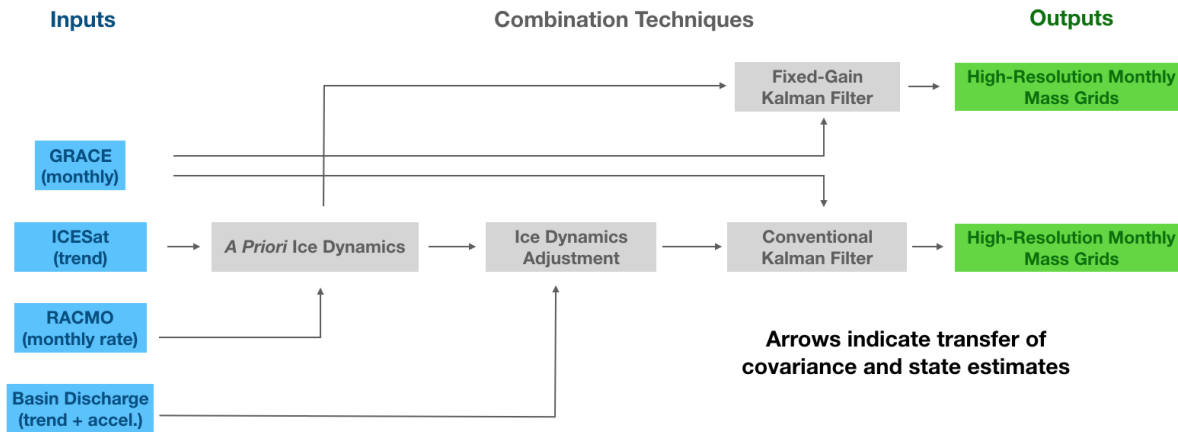 Inputs
Combination Techniques
Outputs
Fixed-Gain
Kalman Filter
High-Resolution Monthly
Mass Grids
GRACE
(monthly)
ICESat
(trend)
A Priori Ice Dynamics
Ice Dynamics
Adjustment
Conventional
Kalman Filter
High-Resolution Monthly
Mass Grids
RACMO
(monthly rate)
Arrows indicate transfer of
covariance and state estimates
Basin Discharge
(trend + accel.)